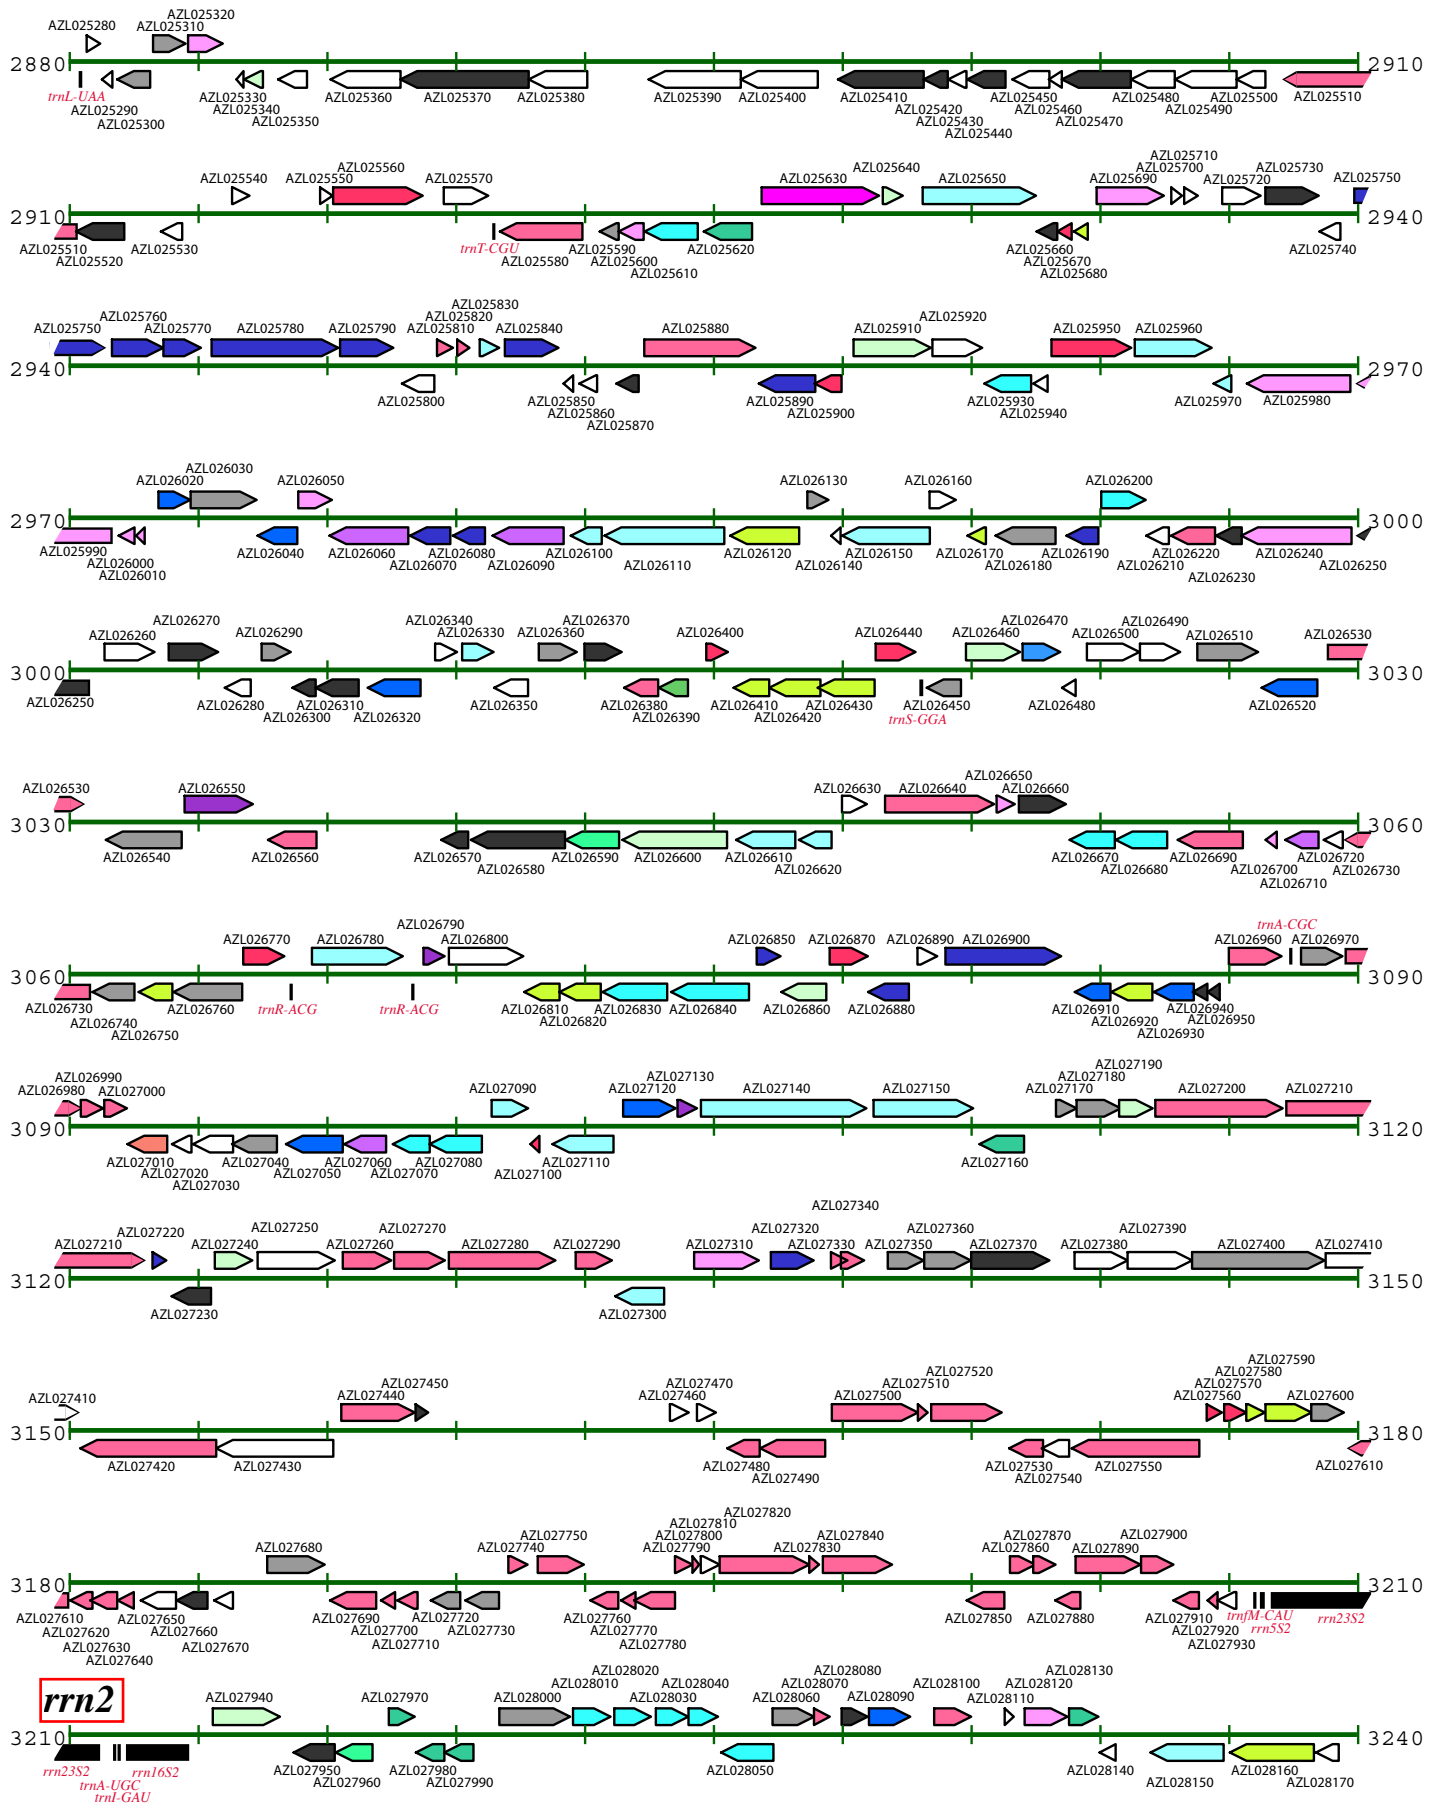 AZL025320
AZL025280 AZL025310
2880 2910
trnL-UAA AZL025330 AZL025360 AZL025370 AZL025380 AZL025390 AZL025400 AZL025410 AZL025450 AZL025480 AZL025500 AZL025510
AZL025290 AZL025340 AZL025420 AZL025460 AZL025490
AZL025300 AZL025350 AZL025430 AZL025470
AZL025440
AZL025710
AZL025560 AZL025640 AZL025700 AZL025730
AZL025540 AZL025550 AZL025570 AZL025630 AZL025650 AZL025690 AZL025720 AZL025750
2910 2940
AZL025510 AZL025530 trnT-CGU AZL025590 AZL025620 AZL025660 AZL025740
AZL025520 AZL025580 AZL025600 AZL025670
AZL025610 AZL025680
AZL025830
AZL025760 AZL025820 AZL025920
AZL025750 AZL025770 AZL025780 AZL025790 AZL025810 AZL025840 AZL025880 AZL025910 AZL025950 AZL025960
2940 2970
AZL025800 AZL025850 AZL025890 AZL025930 AZL025970 AZL025980
AZL025860 AZL025900 AZL025940
AZL025870
AZL026030
AZL026020 AZL026050 AZL026130 AZL026160 AZL026200
2970 3000
AZL025990 AZL026040 AZL026060 AZL026080 AZL026100 AZL026120 AZL026150 AZL026170 AZL026190 AZL026220 AZL026240
AZL026000 AZL026070 AZL026090 AZL026110 AZL026140 AZL026180 AZL026210 AZL026250
AZL026010 AZL026230
AZL026270 AZL026340 AZL026370 AZL026470 AZL026490
AZL026260 AZL026290 AZL026330 AZL026360 AZL026400 AZL026440 AZL026460 AZL026500 AZL026510 AZL026530
3000 3030
AZL026250 AZL026280 AZL026310 AZL026350 AZL026380 AZL026410 AZL026430 AZL026450 AZL026480 AZL026520
AZL026300 AZL026320 AZL026390 AZL026420 trnS-GGA
AZL026650
AZL026530 AZL026550 AZL026630 AZL026640 AZL026660
3030 3060
AZL026540 AZL026560 AZL026570 AZL026590 AZL026600 AZL026610 AZL026670 AZL026690 AZL026720
AZL026580 AZL026620 AZL026680 AZL026700 AZL026730
AZL026710
AZL026790 trnA-CGC
AZL026770 AZL026780 AZL026800 AZL026850 AZL026870 AZL026890 AZL026900 AZL026960 AZL026970
3060 3090
AZL026730 AZL026760 trnR-ACG trnR-ACG AZL026810 AZL026830 AZL026840 AZL026860 AZL026880 AZL026910 AZL026940
AZL026740 AZL026820 AZL026920 AZL026950
AZL026750 AZL026930
AZL027190
AZL026990 AZL027130 AZL027180
AZL026980 AZL027000 AZL027090 AZL027120 AZL027140 AZL027150 AZL027170 AZL027200 AZL027210
3090 3120
AZL027010 AZL027040 AZL027060 AZL027080 AZL027110 AZL027160
AZL027020 AZL027050 AZL027070 AZL027100
AZL027030
AZL027340
AZL027220 AZL027250 AZL027270 AZL027320 AZL027360 AZL027390
AZL027210 AZL027240 AZL027260 AZL027280 AZL027290 AZL027310 AZL027330 AZL027350 AZL027370 AZL027380 AZL027400 AZL027410
3120 3150
AZL027230 AZL027300
AZL027590
AZL027520 AZL027580
AZL027450 AZL027470 AZL027510 AZL027570
AZL027410 AZL027440 AZL027460 AZL027500 AZL027560 AZL027600
3150 3180
AZL027420 AZL027430 AZL027480 AZL027530 AZL027550 AZL027610
AZL027490 AZL027540
AZL027820
AZL027810
AZL027750 AZL027800 AZL027870 AZL027900
AZL027680 AZL027740 AZL027790 AZL027830 AZL027840 AZL027860 AZL027890
3180 3210
AZL027610 AZL027650 AZL027690 AZL027720 AZL027760 AZL027850 AZL027880 AZL027910 trnfM-CAU rrn23S2
AZL027620 AZL027660 AZL027700 AZL027730 AZL027770 AZL027920 rrn5S2
AZL027630 AZL027670 AZL027710 AZL027780 AZL027930
AZL027640
rrn2
AZL028020 AZL028080 AZL028130
AZL028010 AZL028040 AZL028070 AZL028100 AZL028120
AZL027940 AZL027970 AZL028000 AZL028030 AZL028060 AZL028090 AZL028110
3210 3240
rrn23S2 rrn16S2 AZL027950 AZL027980 AZL028050 AZL028140 AZL028160
trnA-UGC AZL027960 AZL027990 AZL028150 AZL028170
trnI-GAU